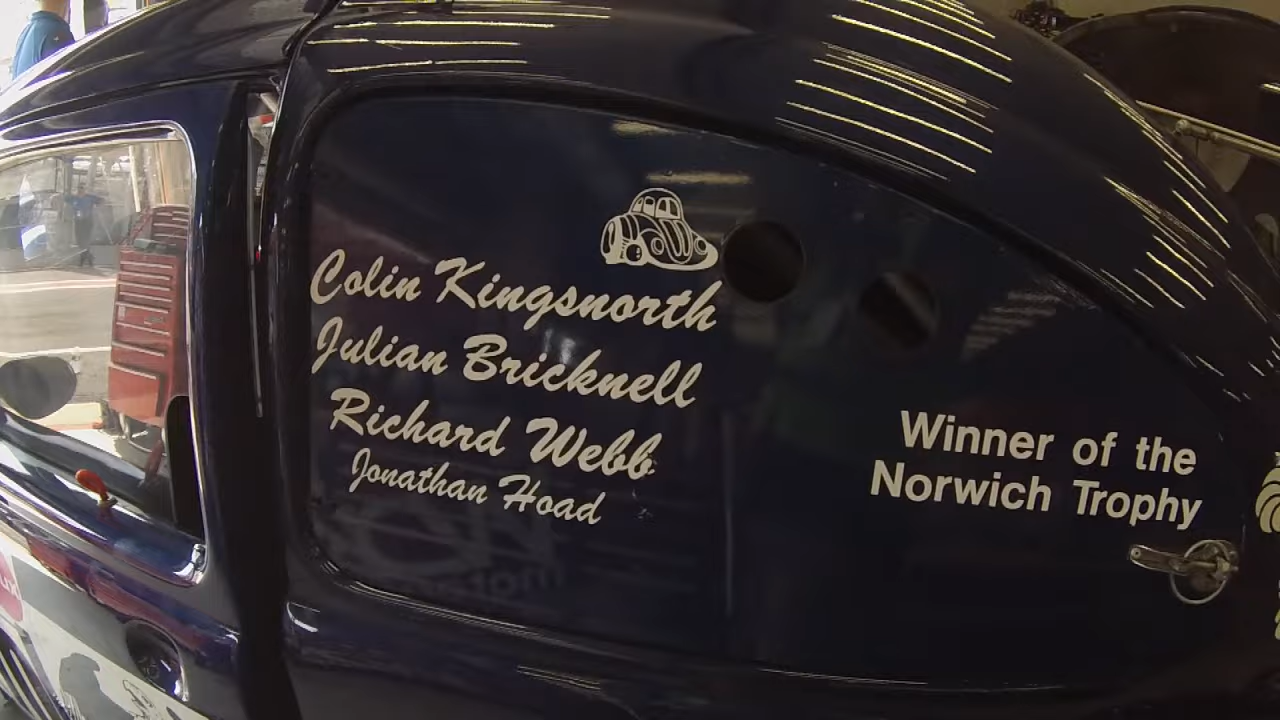 Colin Kingsnorth
Julian Bricknell
Richard Webb
Jonathan Hoad
Winner of the
Norwich Trophy